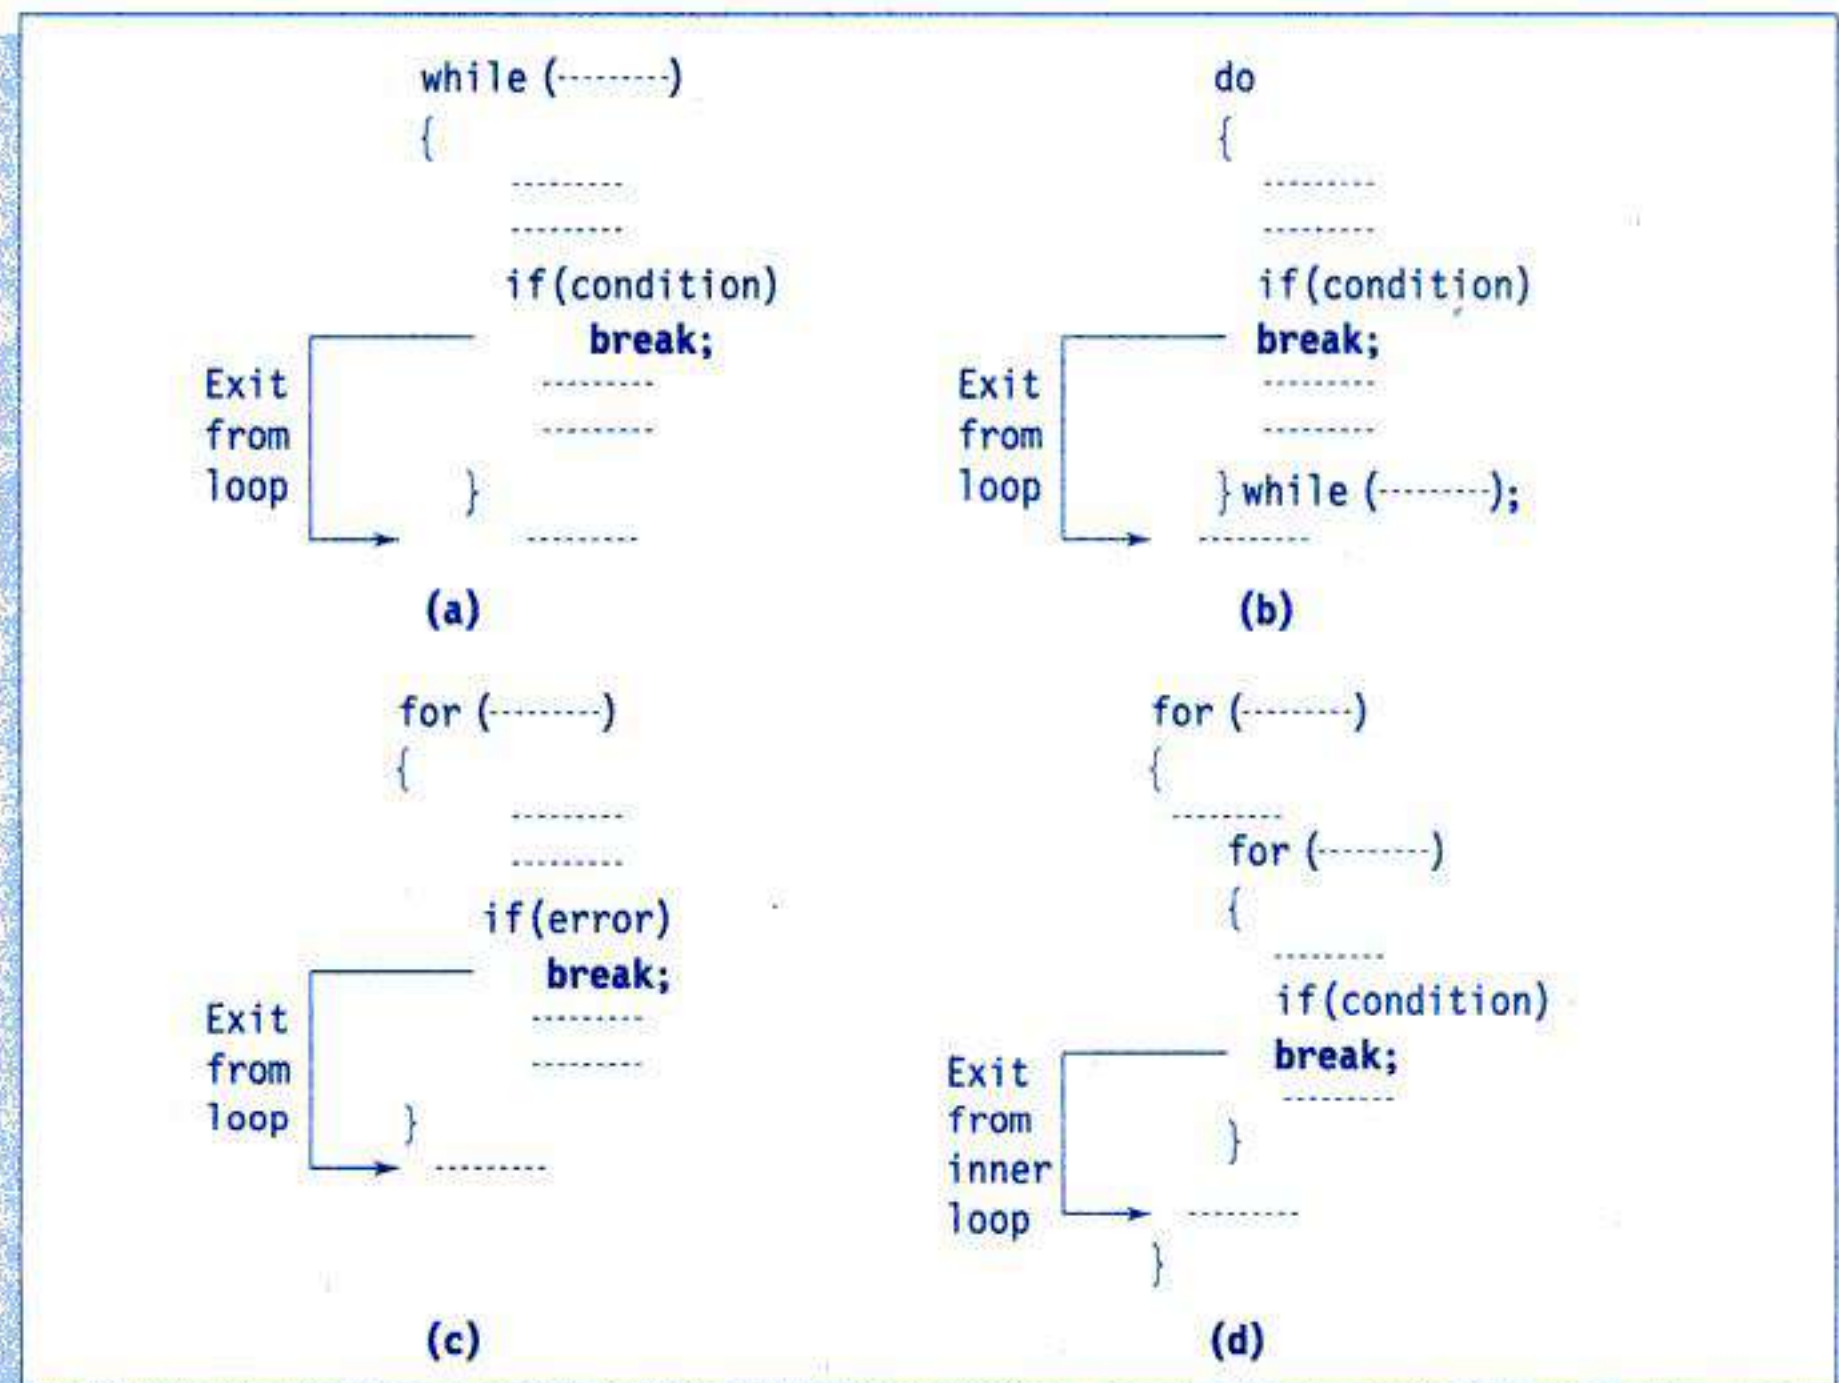 while (---------)
{
---------
---------
if(condition)
break;
Exit
from
loop
---------
---------
}
---------
(a)
do
{
---------
---------
if(condition)
break;
Exit
from
loop
---------
---------
} while (---------);
---------
(b)
for (---------)
{
---------
---------
if(error)
break;
Exit
from
loop
---------
---------
}
---------
(c)
for (---------)
{
---------
for (---------)
{
---------
if(condition)
break;
Exit
from
inner
loop
---------
}
---------
}
(d)